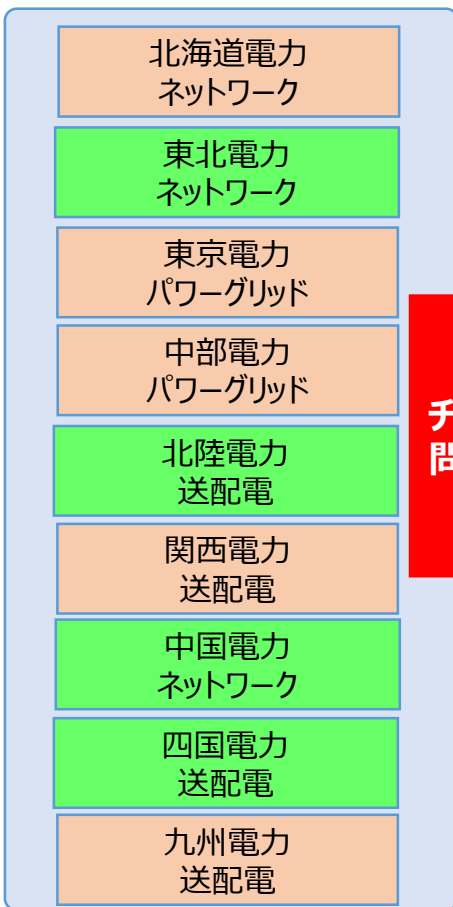 北海道電力
ネットワーク
東北電力
ネットワーク
東京電力
パワーグリッド
中部電力
パワーグリッド
北陸電力
送配電
関西電力
送配電
中国電力
ネットワーク
四国電力
送配電
九州電力
送配電